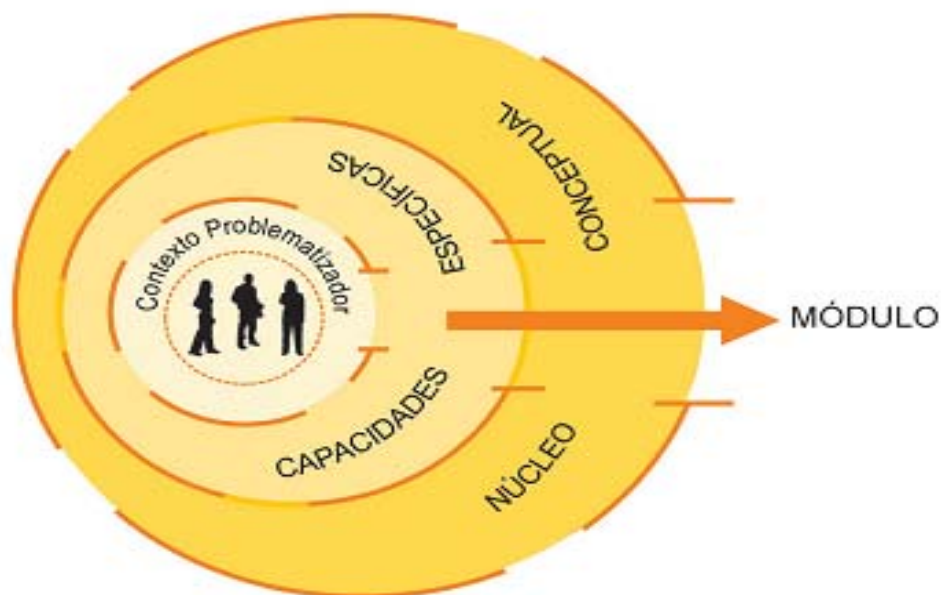 CONCEPTUAL
ESPECÍFICAS
Contexto Problematizador
MÓDULO
CAPACIDADES
NÚCLEO